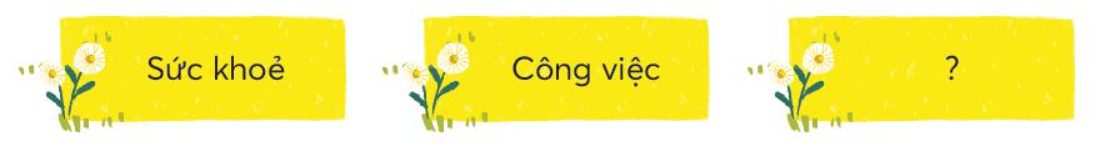 Sức khoẻ
Công việc
?